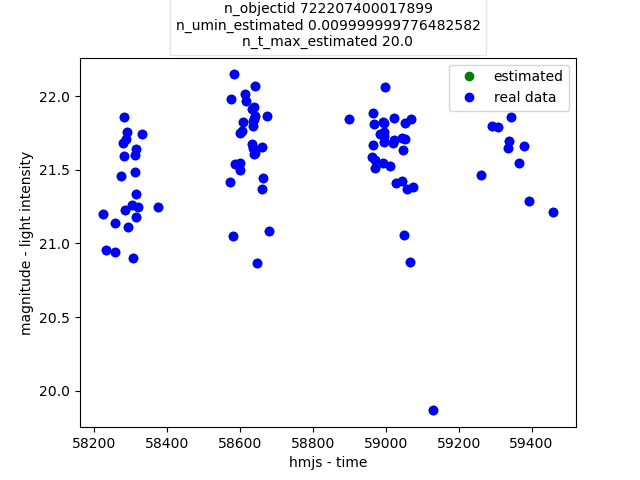 n_objectid 722207400017899
n_umin_estimated 0.009999999776482582
n_t_max_estimated 20.0
estimated
real data
22.0
21.5
21.0
20.5
20.0
magnitude - light intensity
58200 58400 58600 58800 59000 59200 59400
hmjs - time